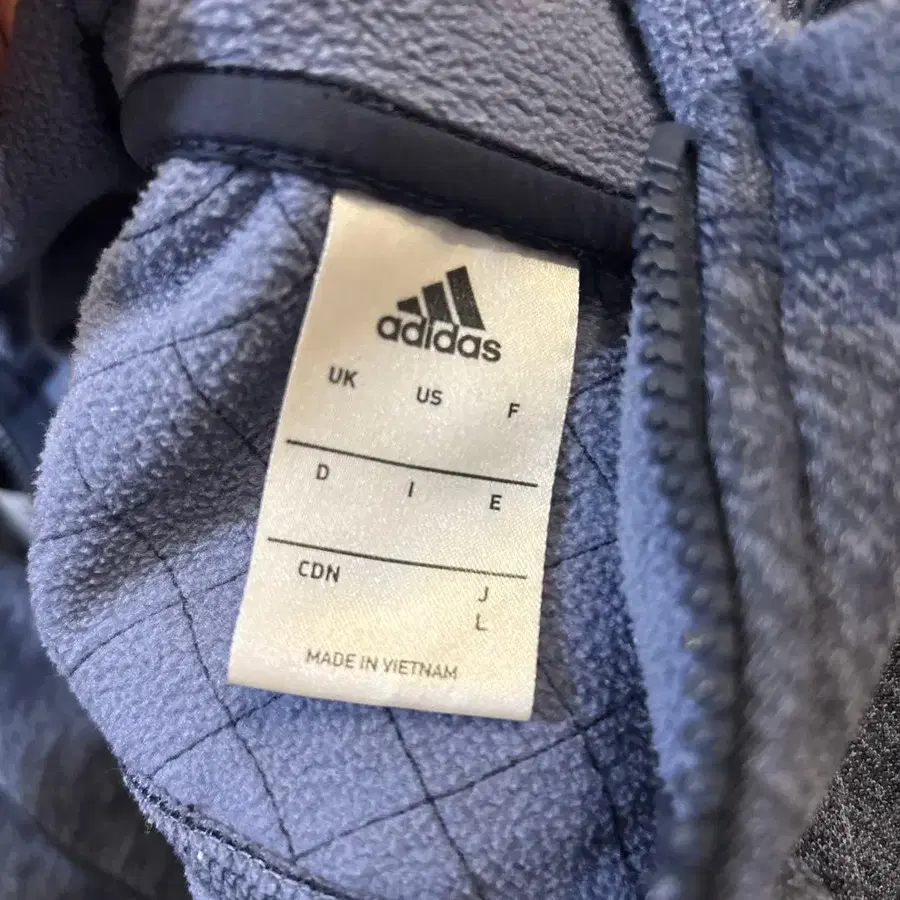 adidas
UK US F
D I E
CDN J
L
MADE IN VIETNAM